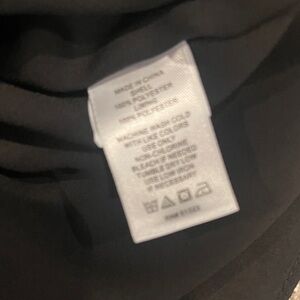 MADE IN CHINA
SHELL
100% POLYESTER
LINING
100% POLYESTER
MACHINE WASH COLD
WITH LIKE COLORS
USE ONLY
NON-CHLORINE
BLEACH IF NEEDED
TUMBLE DRY LOW
USE LOW IRON
IF NECESSARY